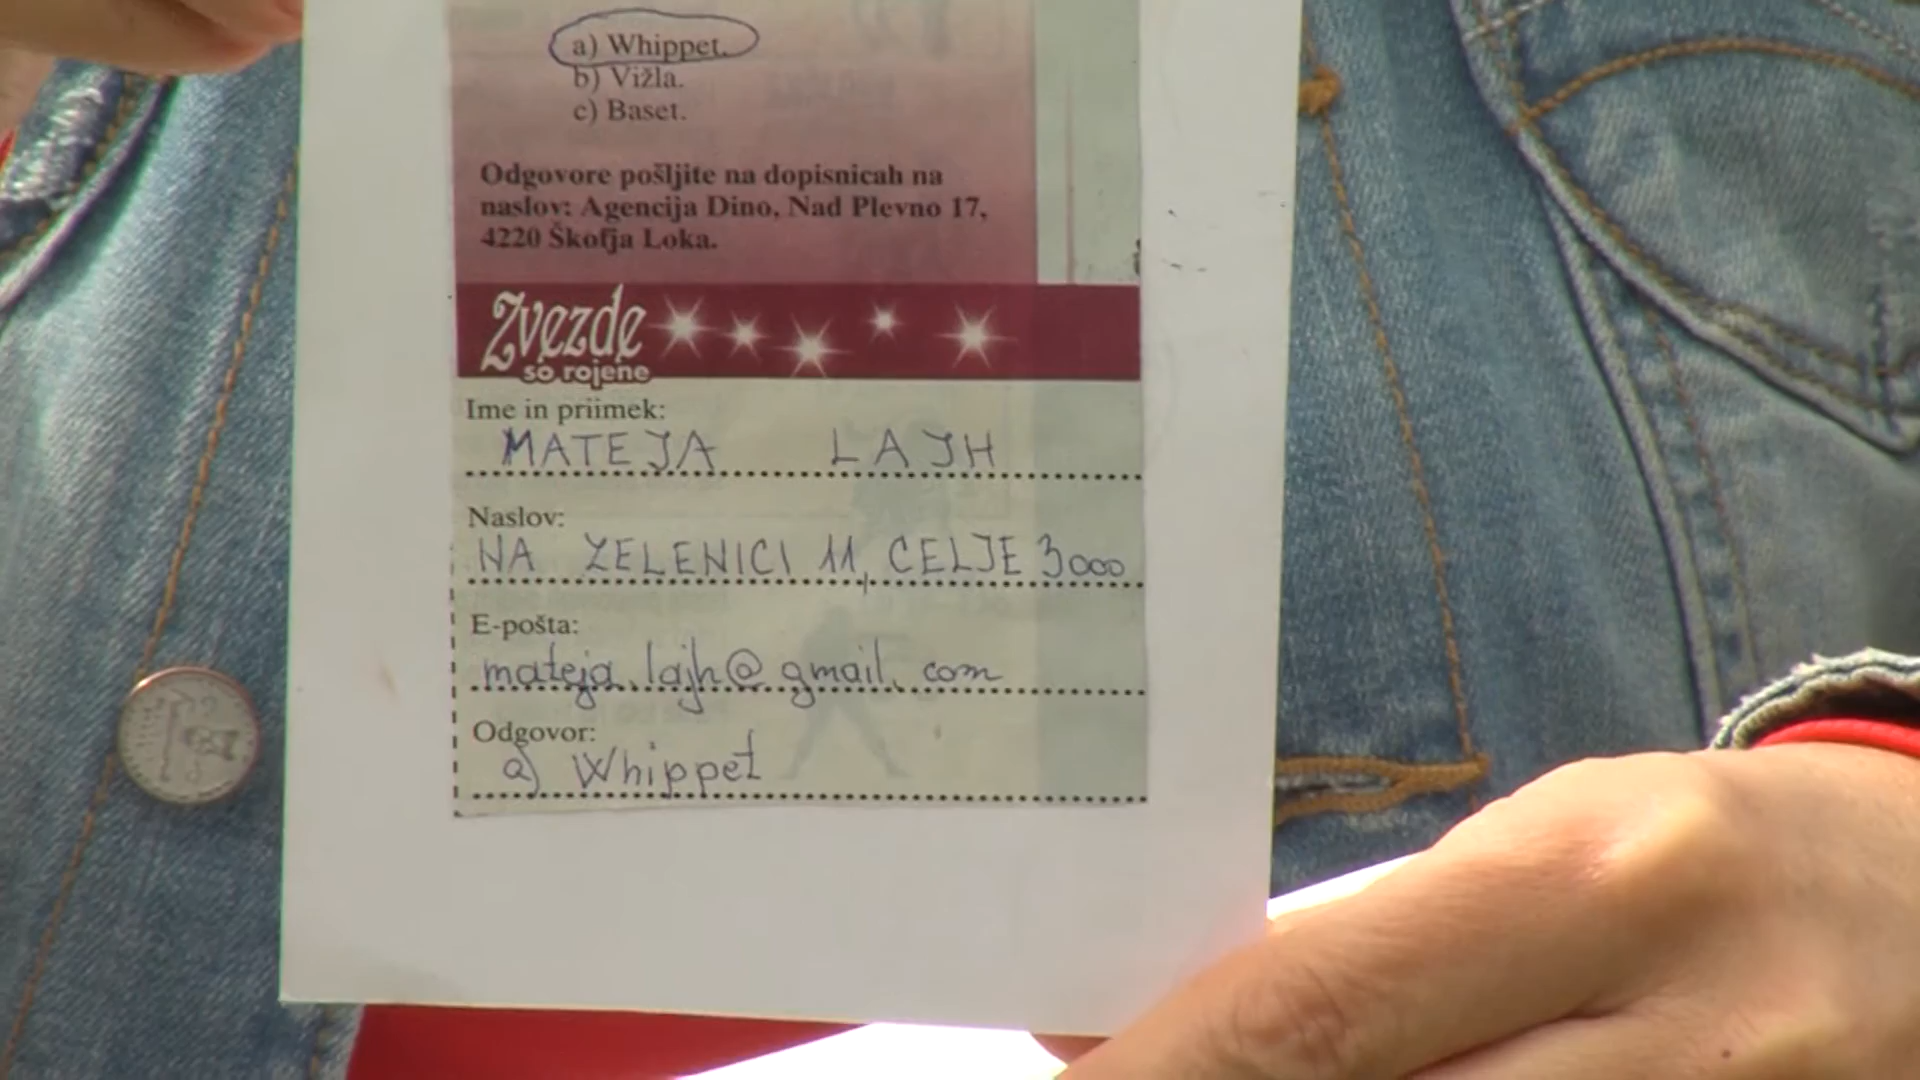 a) Whippet.
b) Vižla.
c) Baset.
Odgovore pošljite na dopisnicah na
naslov: Agencija Dino, Nad Plevno 17,
4220 Škofja Loka.
Zvezde
so rojene
Ime in priimek:
MATEJA LAJH
Naslov:
NA ZELENICI 11, CELJE 3000
E-pošta:
mateja.lajh@gmail.com
Odgovor:
a) Whippet